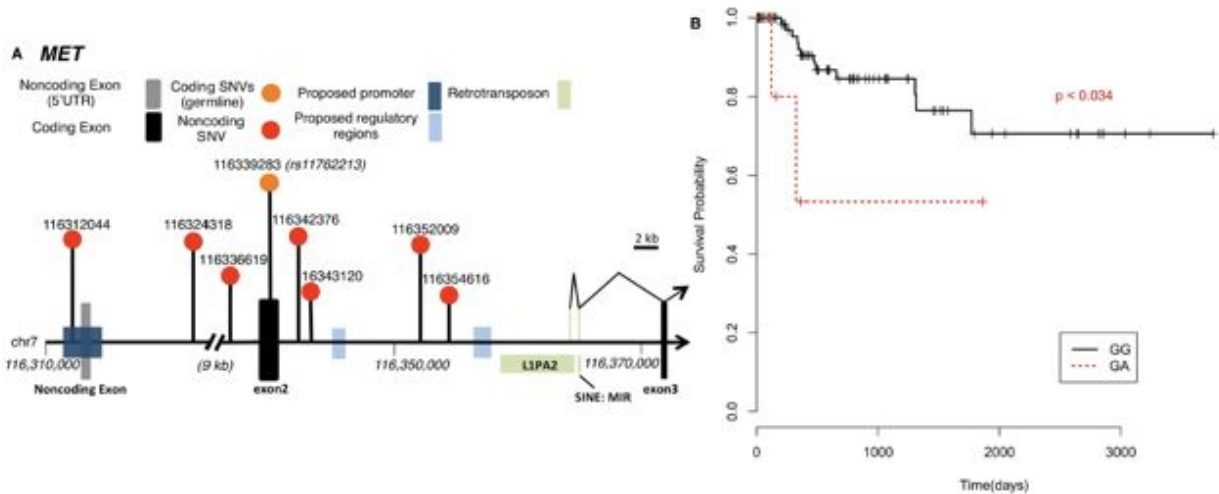 A MET
Noncoding Exon (5'UTR)
Coding SNVs (germline)
Proposed promoter
Retrotransposon
Coding Exon
Noncoding SNV
Proposed regulatory regions
116339283 (rs11762213)
116312044
116324318
116336619
116342376
16343120
116352009
116354616
2 kb
chr7
116,310,000
(9 kb)
116,350,000
116,370,000
Noncoding Exon
exon2
L1PA2
SINE: MIR
exon3
B
Survival Probability
1.0
0.8
0.6
0.4
0.2
0.0
p < 0.034
GG
GA
0 1000 2000 3000
Time(days)